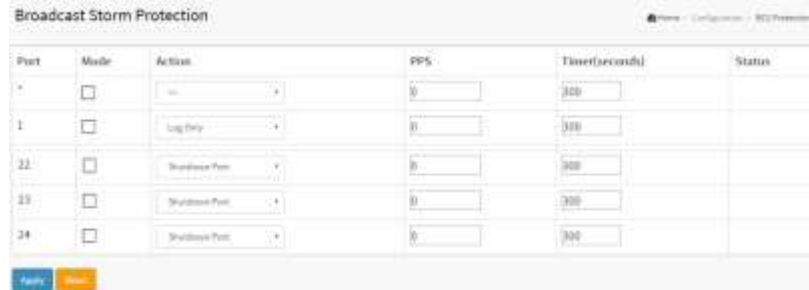 Broadcast Storm Protection
Home
Port Mode Action PPS Timer(seconds) Status
* 0 300
1 Log Only 0 300
22 Shutdown Port 0 300
23 Shutdown Port 0 300
24 Shutdown Port 0 300
Apply